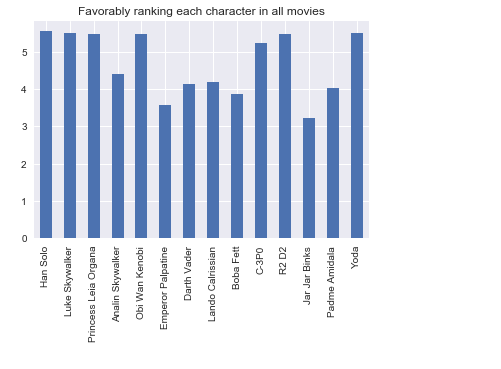 Favorably ranking each character in all movies
5
4
3
2
1
0
Han Solo
Luke Skywalker
Princess Leia Organa
Analin Skywalker
Obi Wan Kenobi
Emperor Palpatine
Darth Vader
Lando Calrissian
Boba Fett
C-3P0
R2 D2
Jar Jar Binks
Padme Amidala
Yoda